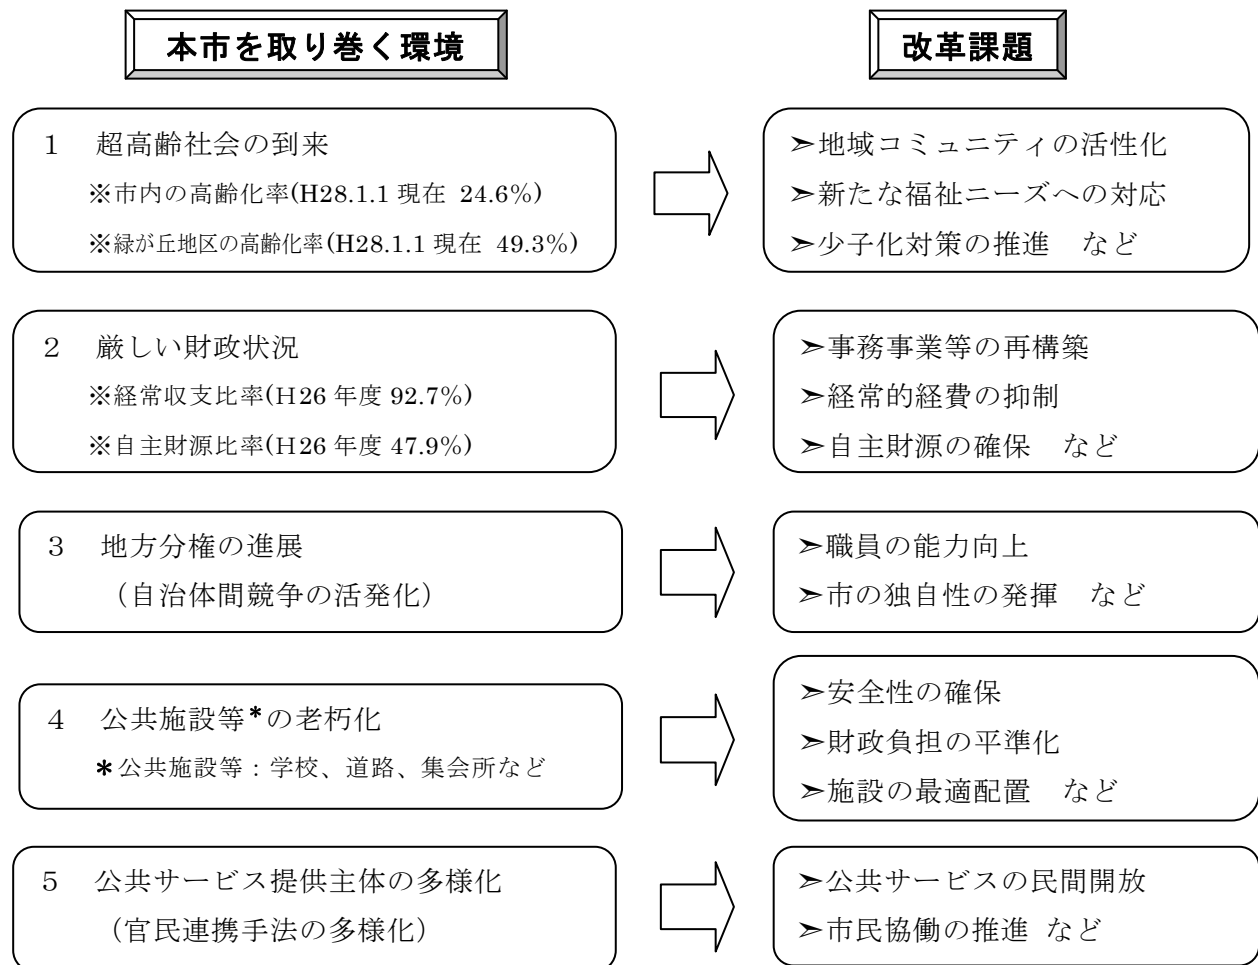 本市を取り巻く環境
改革課題
１　超高齢社会の到来
※市内の高齢化率(H28.1.1 現在 24.6%)
※緑が丘地区の高齢化率(H28.1.1 現在 49.3%)
➢地域コミュニティの活性化
➢新たな福祉ニーズへの対応
➢少子化対策の推進　など
２　厳しい財政状況
※経常収支比率(Ｈ26 年度 92.7%)
※自主財源比率(Ｈ26 年度 47.9%)
➢事務事業等の再構築
➢経常的経費の抑制
➢自主財源の確保　など
３　地方分権の進展
（自治体間競争の活発化）
➢職員の能力向上
➢市の独自性の発揮　など
４　公共施設等*の老朽化
*公共施設等：学校、道路、集会所など
➢安全性の確保
➢財政負担の平準化
➢施設の最適配置　など
５　公共サービス提供主体の多様化
（官民連携手法の多様化）
➢公共サービスの民間開放
➢市民協働の推進 など